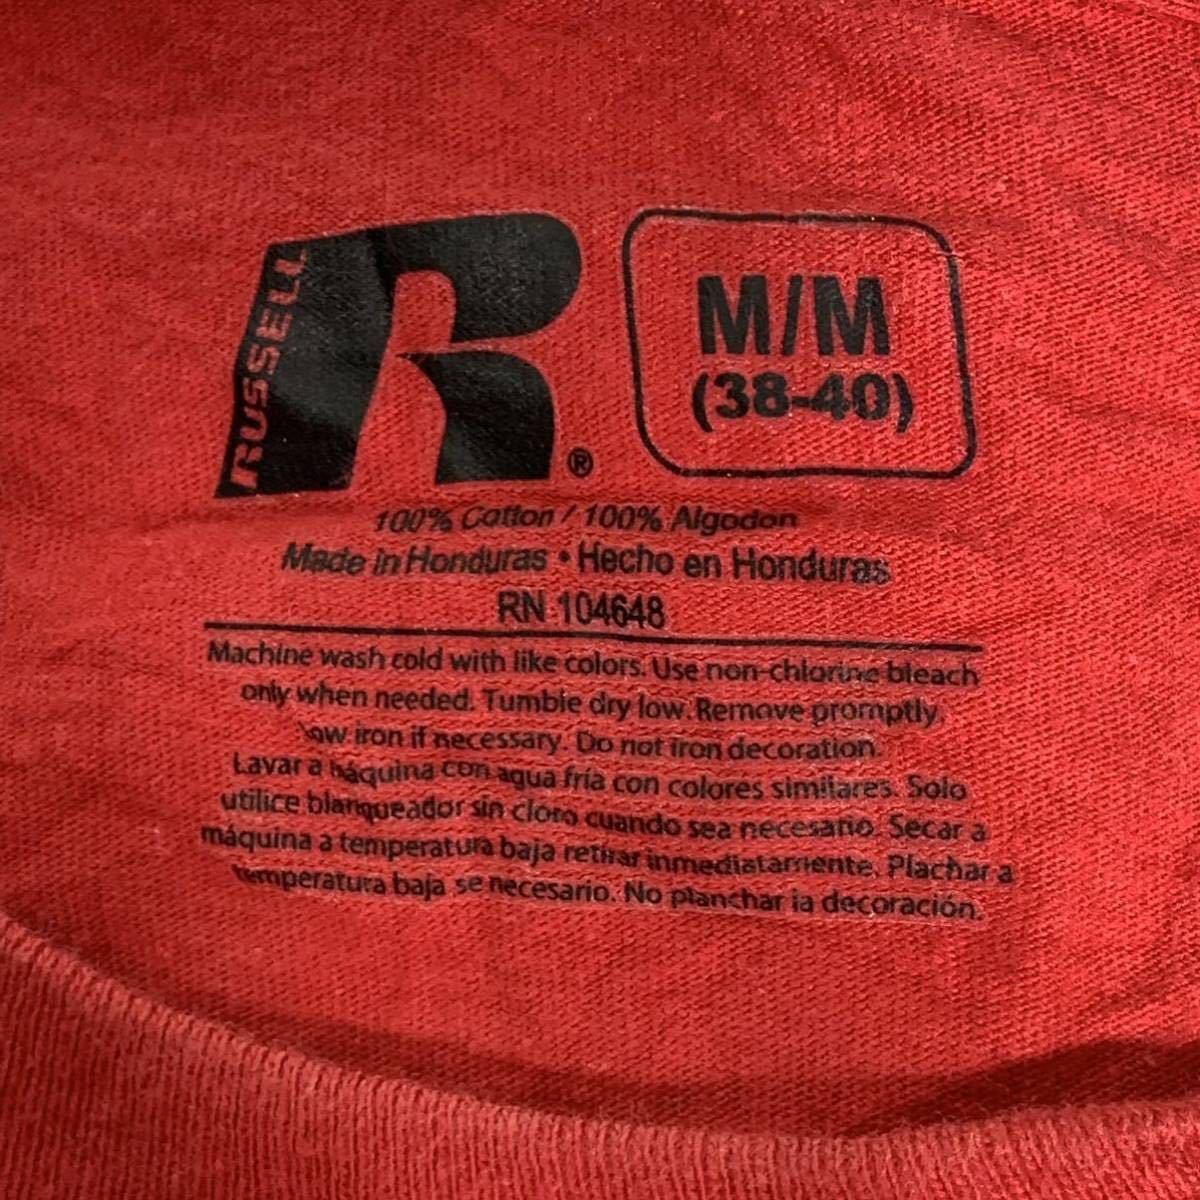 RUSSELL
®
M/M
(38-40)
100% Cotton / 100% Algodon
Made in Honduras • Hecho en Honduras
RN 104648
Machine wash cold with like colors. Use non-chlorine bleach
only when needed. Tumble dry low. Remove promptly.
Low iron if necessary. Do not iron decoration.
Lavar a máquina con agua fría con colores similares. Solo
utilice blanqueador sin cloro cuando sea necesario. Secar a
máquina a temperatura baja retirar inmediatamente. Plachar a
temperatura baja se necesario. No planchar la decoración.